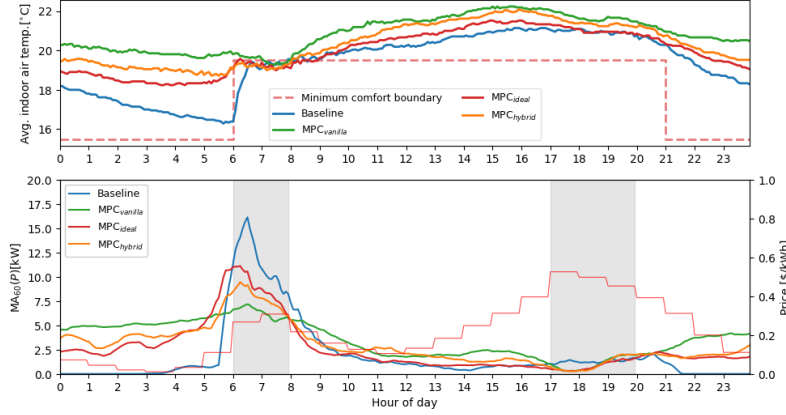 Avg. indoor air temp.[°C]
22
20
18
16
Minimum comfort boundary
Baseline
MPCvanilla
MPCideal
MPChybrid
0 1 2 3 4 5 6 7 8 9 10 11 12 13 14 15 16 17 18 19 20 21 22 23
MA60(P)[kW]
20.0
17.5
15.0
12.5
10.0
7.5
5.0
2.5
0.0
Baseline
MPCvanilla
MPCideal
MPChybrid
1.0
0.8
0.6
0.4
0.2
0.0
Price [$/kWh]
0 1 2 3 4 5 6 7 8 9 10 11 12 13 14 15 16 17 18 19 20 21 22 23
Hour of day